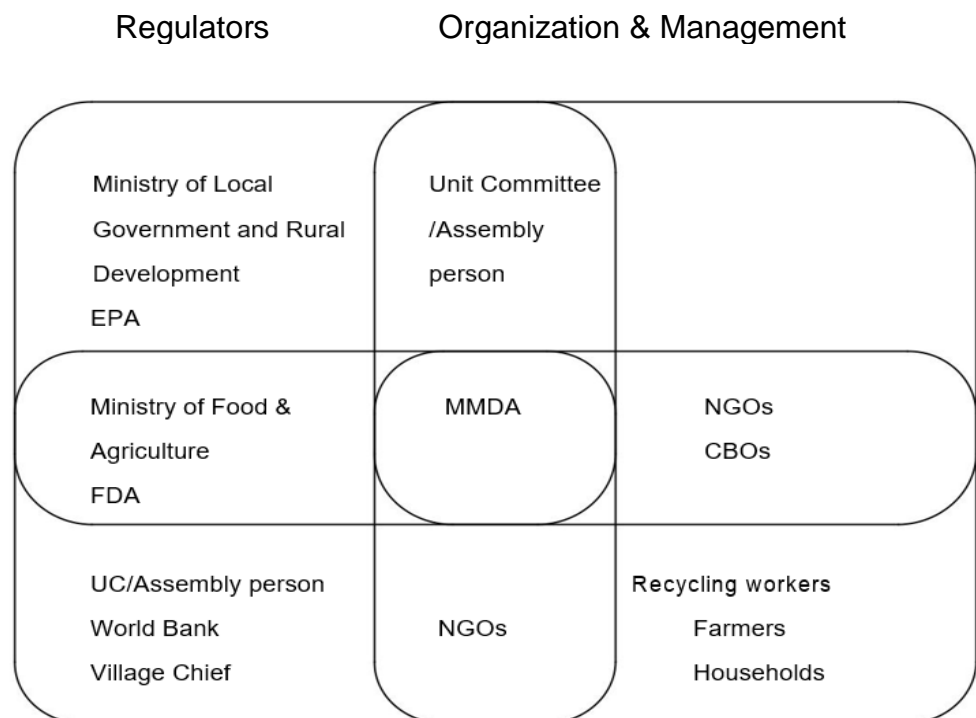 Regulators
Organization & Management
Ministry of Local
Government and Rural
Development
EPA
Unit Committee
/Assembly
person
Ministry of Food &
Agriculture
FDA
MMDA
NGOs
CBOs
UC/Assembly person
World Bank
Village Chief
NGOs
Recycling workers
Farmers
Households